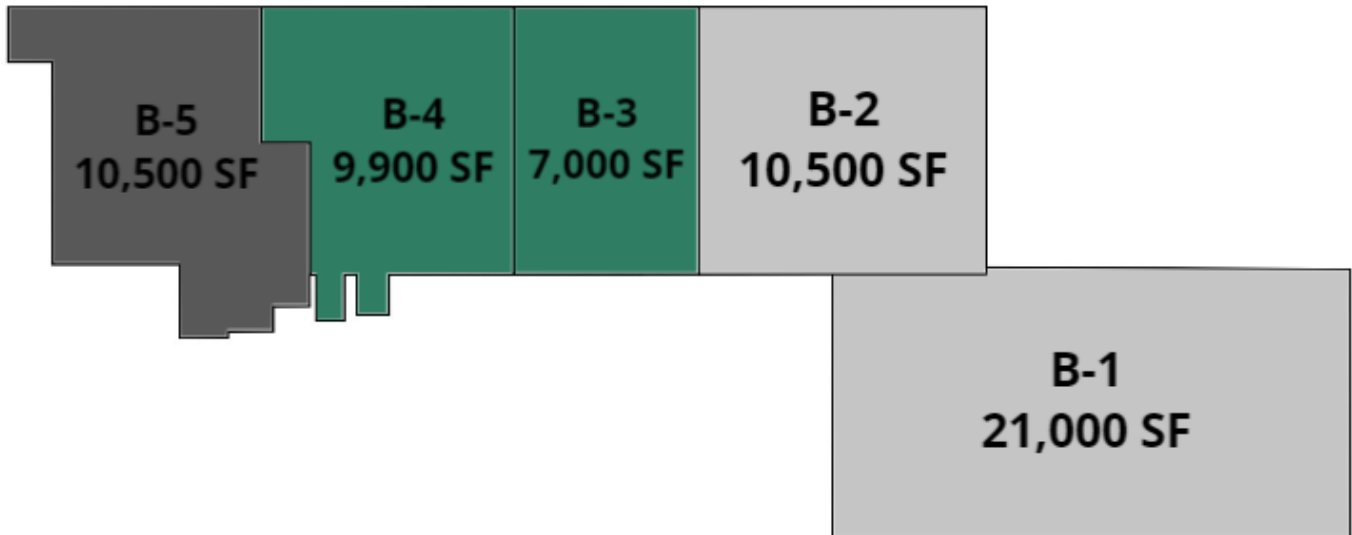 B-5
10,500 SF
B-4
9,900 SF
B-3
7,000 SF
B-2
10,500 SF
B-1
21,000 SF